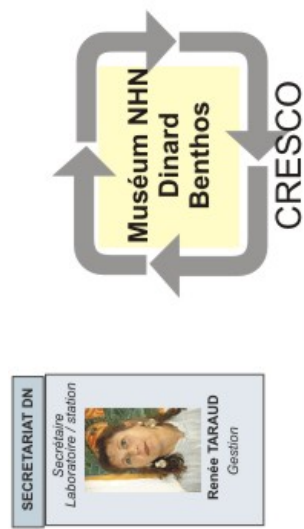 SECRETARIAT DN
Secrétaire
Laboratoire / station
Renée TARAUD
Gestion
Muséum NHN
Dinard
Benthos
CRESCO